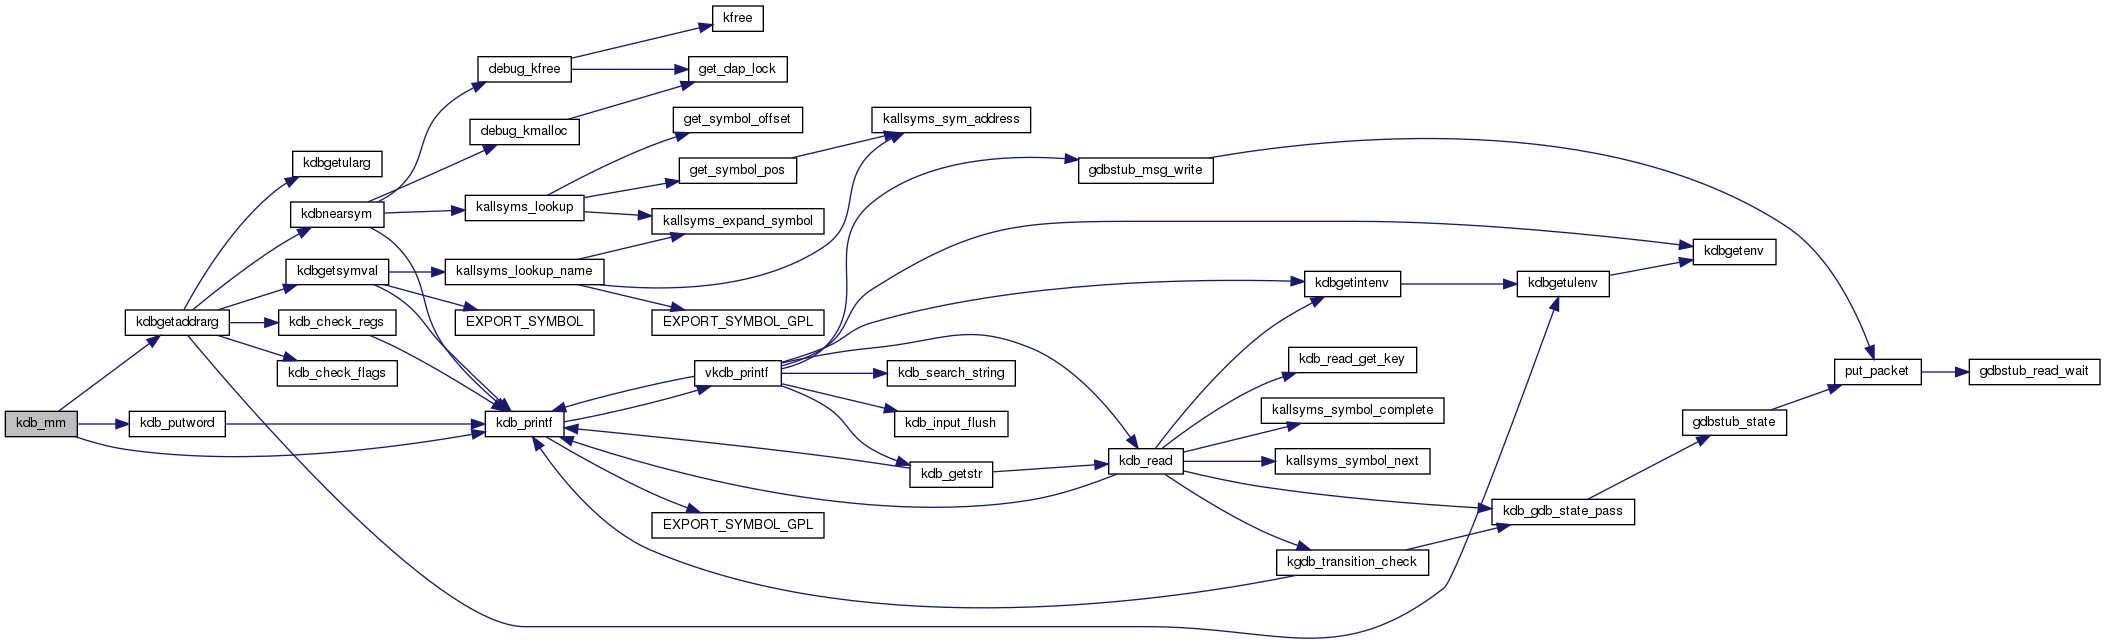 kfree
debug_kfree
get_dap_lock
get_symbol_offset
kallsyms_sym_address
debug_kmalloc
kdbgetularg
get_symbol_pos
gdbstub_msg_write
kdbnearsym
kallsyms_lookup
kallsyms_expand_symbol
kdbgetenv
kdbgetsymval
kallsyms_lookup_name
kdbgetintenv
kdbgetulenv
kdbgetaddrarg
kdb_check_regs
EXPORT_SYMBOL
EXPORT_SYMBOL_GPL
kdb_read_get_key
kdb_check_flags
vkdb_printf
kdb_search_string
put_packet
gdbstub_read_wait
kdb_mm
kdb_putword
kdb_printf
kdb_input_flush
kallsyms_symbol_complete
gdbstub_state
kdb_getstr
kdb_read
kallsyms_symbol_next
EXPORT_SYMBOL_GPL
kdb_gdb_state_pass
kgdb_transition_check